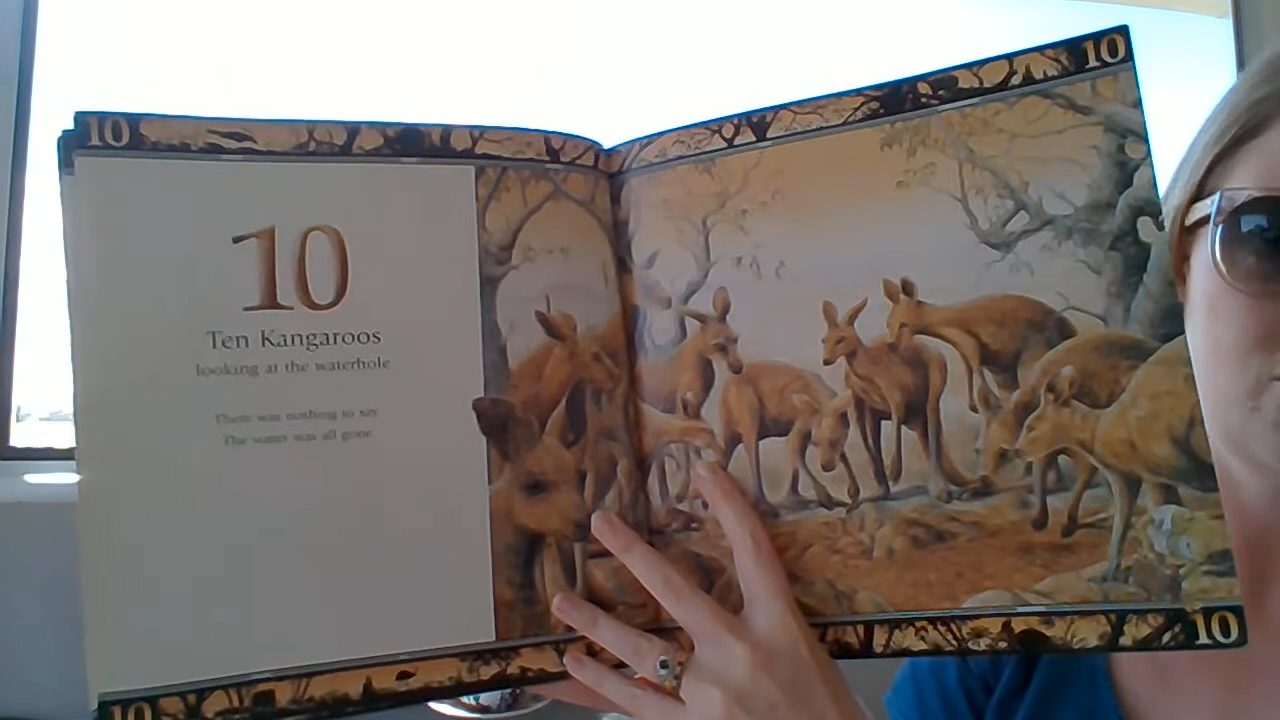 10
10
10
Ten Kangaroos
looking at the waterhole
There was nothing to say
The water was all gone.
10
10